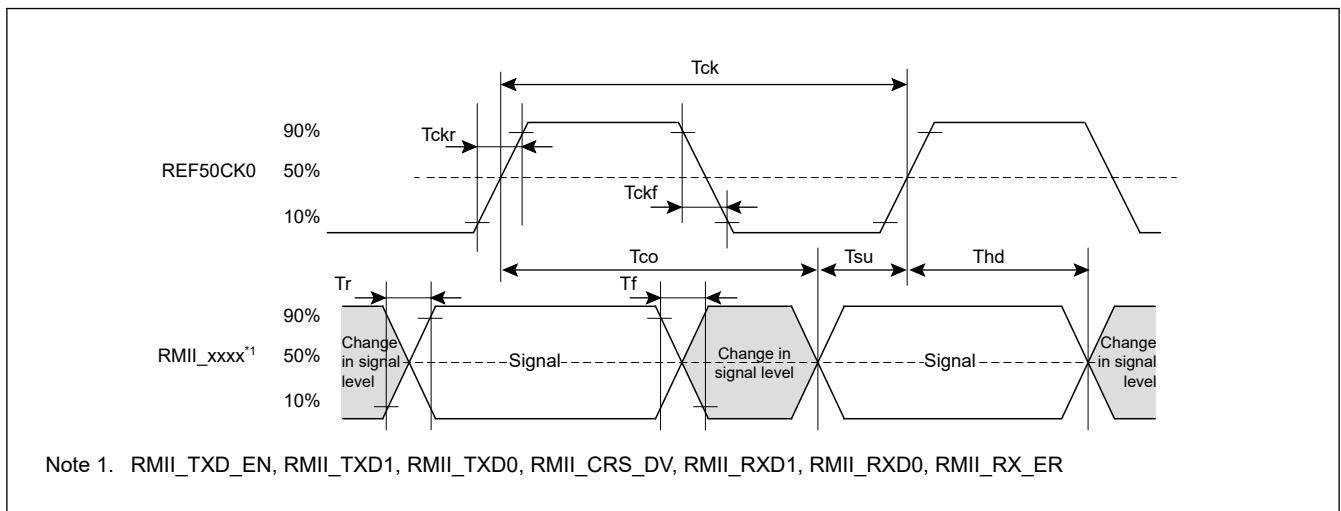 Tck
90%
Tckr
REF50CK0 50%
Tckf
10%
Tco Tsu Thd
Tr Tf
90%
Change in signal level
RMII_xxxx*1 50% Signal
Change in signal level
Signal
Change in signal level
10%
Note 1. RMII_TXD_EN, RMII_TXD1, RMII_TXD0, RMII_CRS_DV, RMII_RXD1, RMII_RXD0, RMII_RX_ER